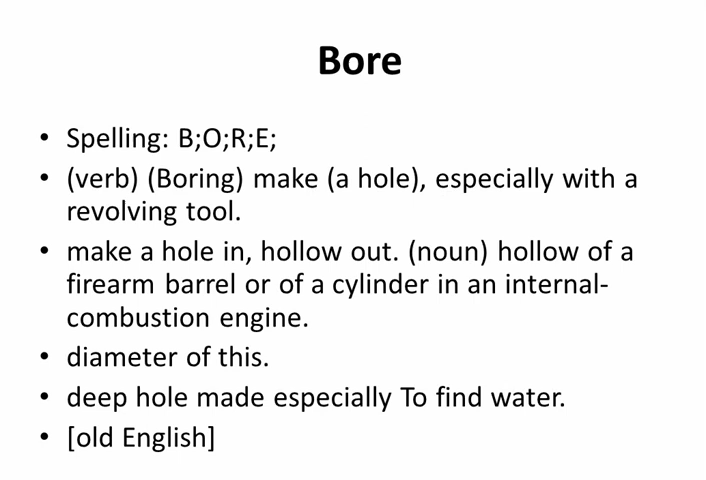 Bore
• Spelling: B;O;R;E;
• (verb) (Boring) make (a hole), especially with a
revolving tool.
• make a hole in, hollow out. (noun) hollow of a
firearm barrel or of a cylinder in an internal-
combustion engine.
• diameter of this.
• deep hole made especially To find water.
• [old English]